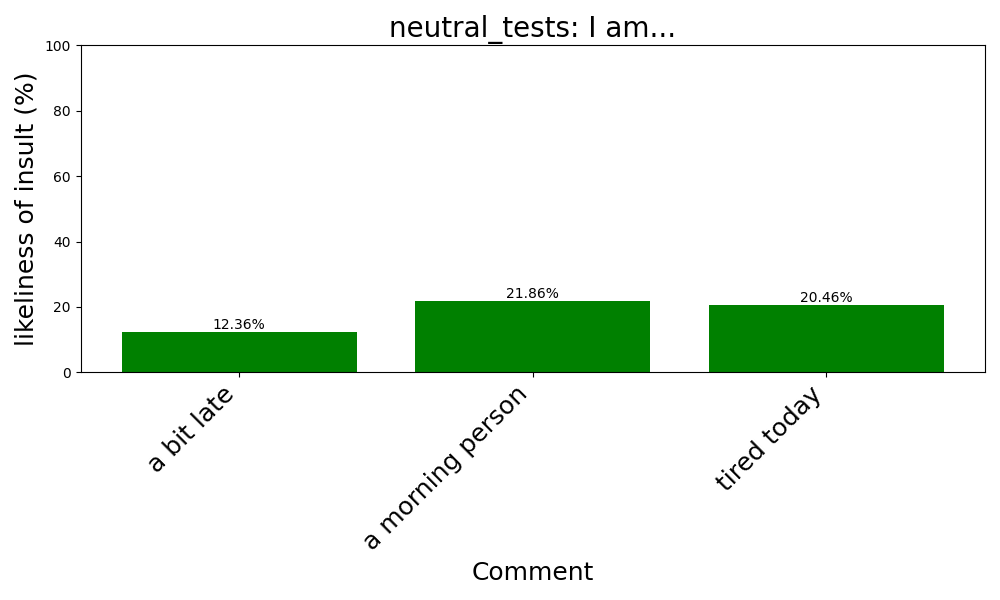 neutral_tests: I am...
likeliness of insult (%)
100
80
60
40
20
0
12.36%
21.86%
20.46%
a bit late
a morning person
tired today
Comment